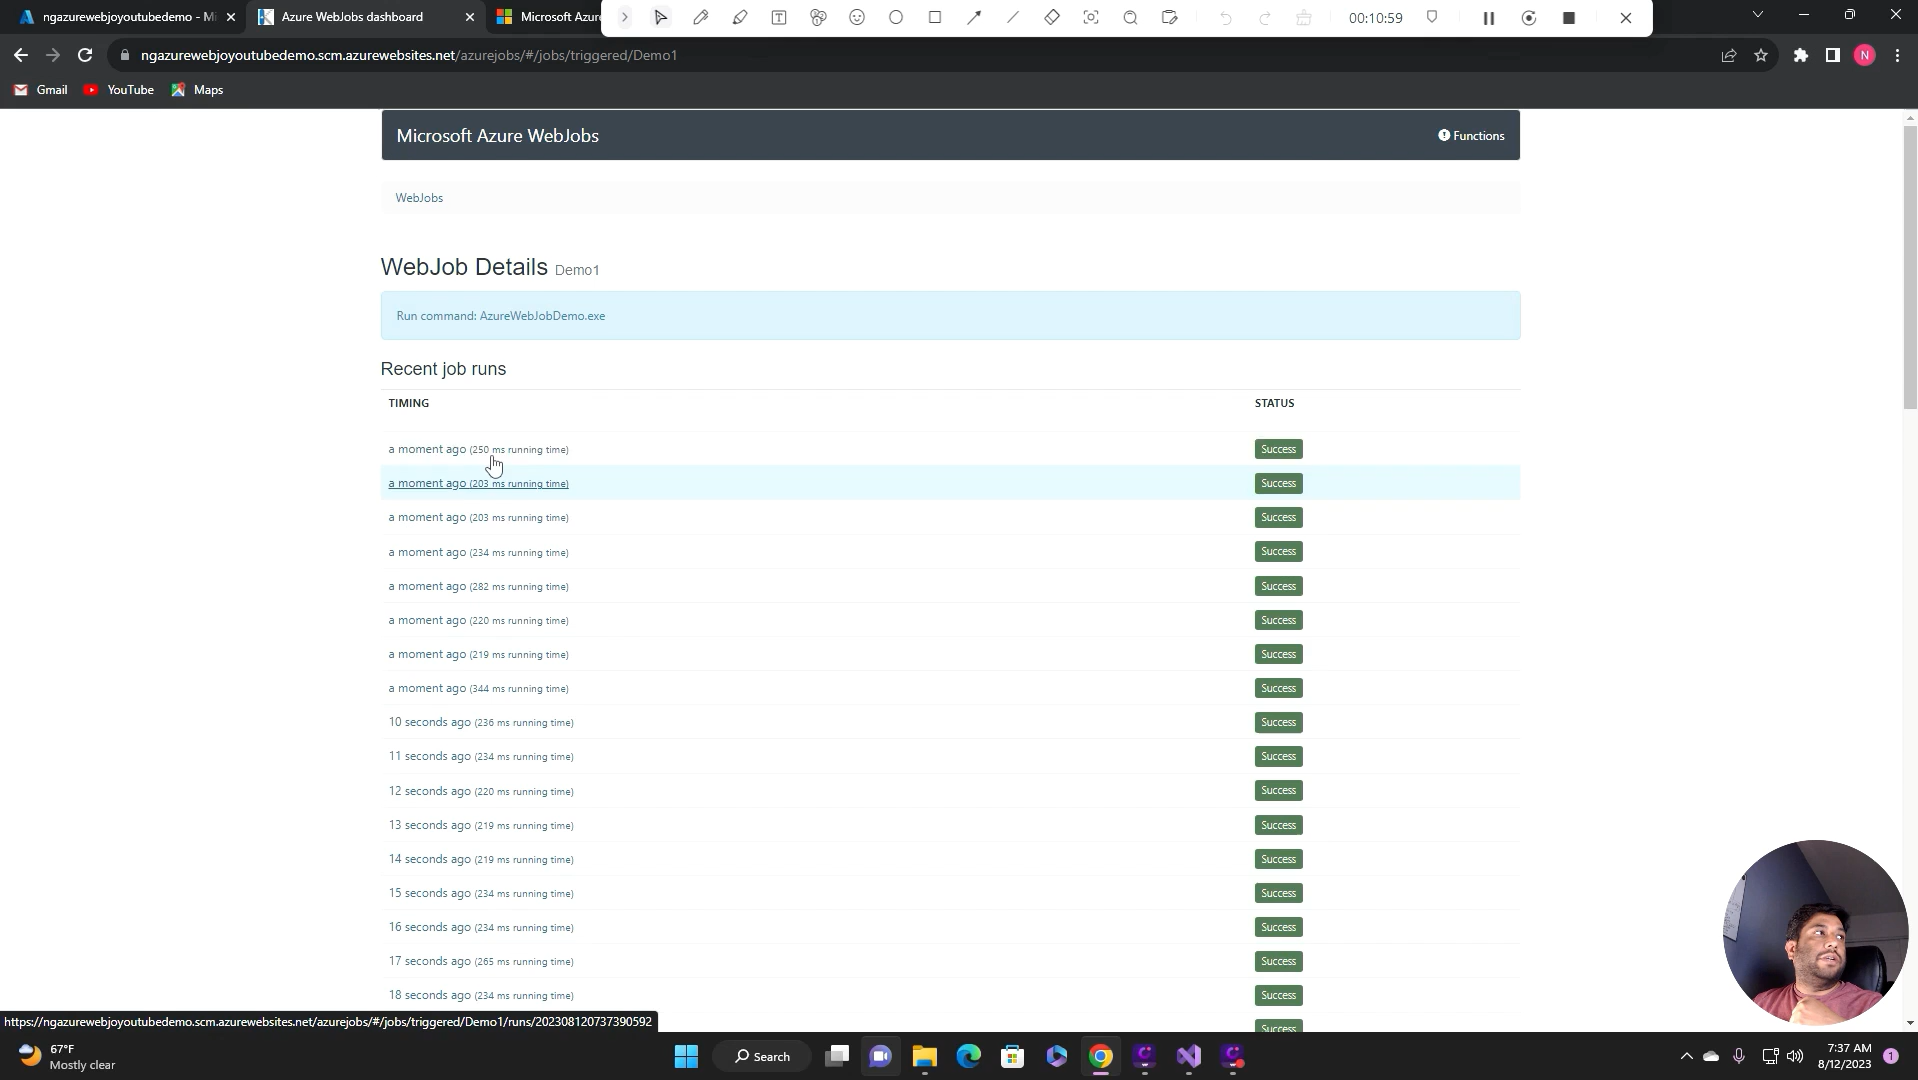 ngazurewebjoyoutubedemo - Mi
Azure WebJobs dashboard
Microsoft Azure
00:10:59
ngazurewebjoyoutubedemo.scm.azurewebsites.net/azurejobs/#/jobs/triggered/Demo1
N
Gmail
YouTube
Maps
Microsoft Azure WebJobs
Functions
WebJobs
WebJob Details Demo1
Run command: AzureWebJobDemo.exe
Recent job runs
TIMING STATUS
a moment ago (250 ms running time) Success
a moment ago (203 ms running time) Success
a moment ago (203 ms running time) Success
a moment ago (234 ms running time) Success
a moment ago (282 ms running time) Success
a moment ago (220 ms running time) Success
a moment ago (219 ms running time) Success
a moment ago (344 ms running time) Success
10 seconds ago (236 ms running time) Success
11 seconds ago (234 ms running time) Success
12 seconds ago (220 ms running time) Success
13 seconds ago (219 ms running time) Success
14 seconds ago (219 ms running time) Success
15 seconds ago (234 ms running time) Success
16 seconds ago (234 ms running time) Success
17 seconds ago (265 ms running time) Success
18 seconds ago (234 ms running time) Success
Success
https://ngazurewebjoyoutubedemo.scm.azurewebsites.net/azurejobs/#/jobs/triggered/Demo1/runs/202308120737390592
67°F
Mostly clear
Search
7:37 AM
8/12/2023
1